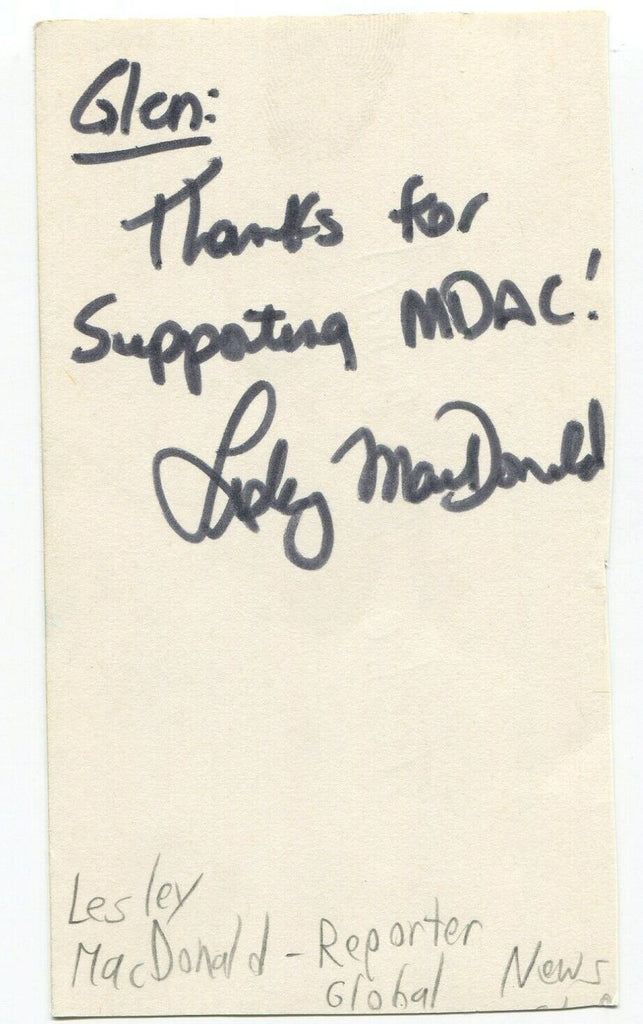 Glen:
Thanks for
Supporting MDAC!
Lesley MacDonald
Lesley
MacDonald - Reporter
Global News